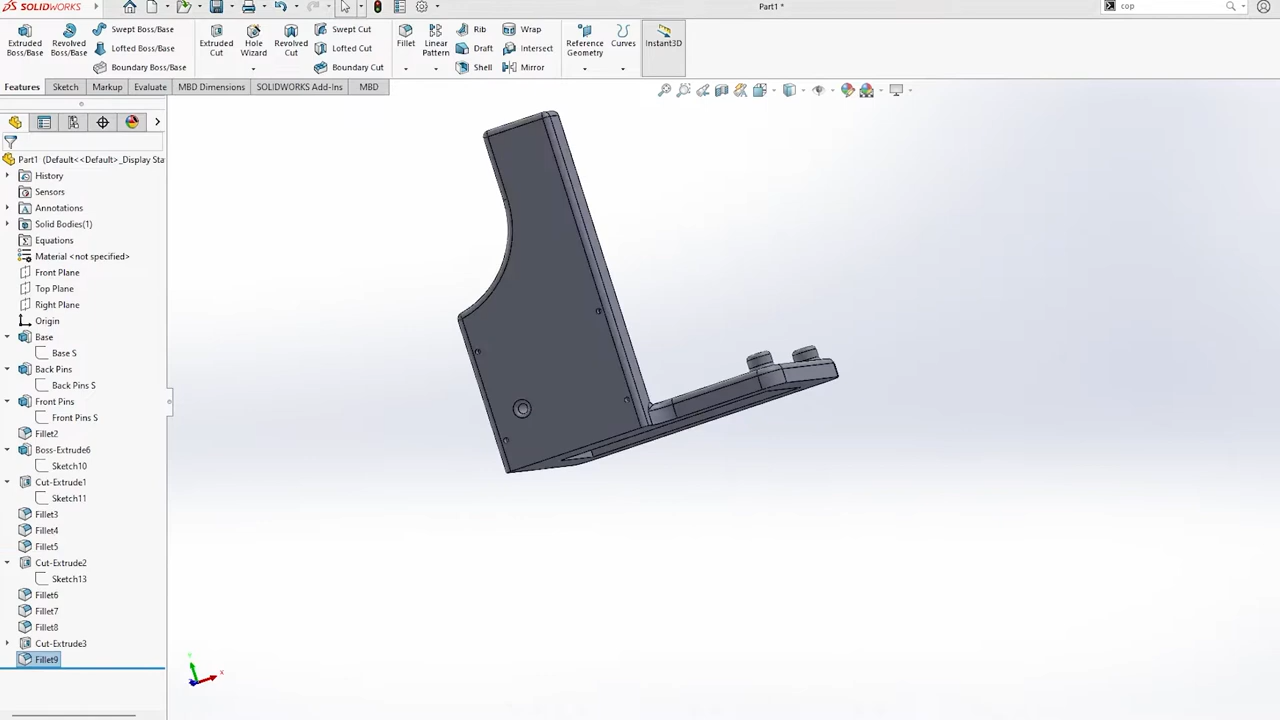 SOLIDWORKS
Part1 *
cop
Extruded Boss/Base
Revolved Boss/Base
Swept Boss/Base
Lofted Boss/Base
Boundary Boss/Base
Extruded Cut
Hole Wizard
Revolved Cut
Swept Cut
Lofted Cut
Boundary Cut
Fillet
Linear Pattern
Rib
Draft
Shell
Wrap
Intersect
Mirror
Reference Geometry
Curves
Instant3D
Features
Sketch
Markup
Evaluate
MBD Dimensions
SOLIDWORKS Add-Ins
MBD
Part1 (Default<<Default>_Display Sta
History
Sensors
Annotations
Solid Bodies(1)
Equations
Material <not specified>
Front Plane
Top Plane
Right Plane
Origin
Base
Base S
Back Pins
Back Pins S
Front Pins
Front Pins S
Fillet2
Boss-Extrude6
Sketch10
Cut-Extrude1
Sketch11
Fillet3
Fillet4
Fillet5
Cut-Extrude2
Sketch13
Fillet6
Fillet7
Fillet8
Cut-Extrude3
Fillet9
Y
X